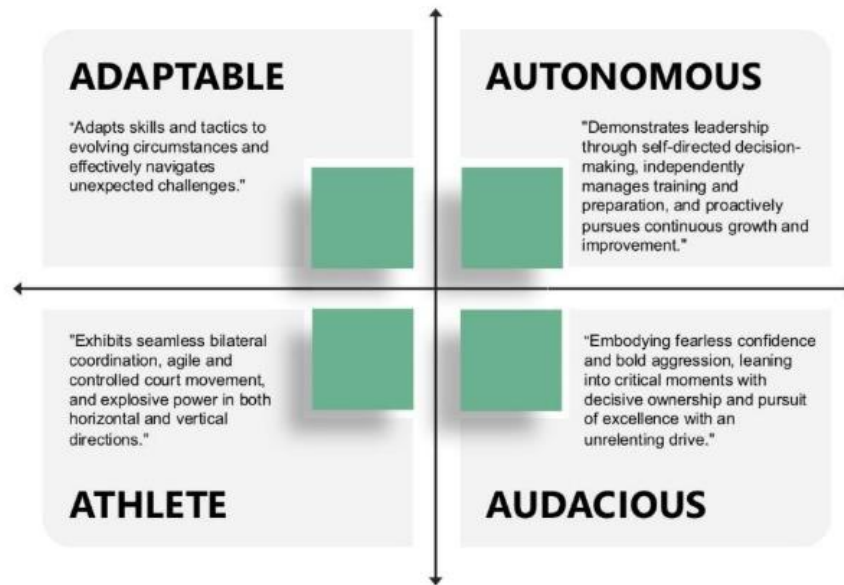 ADAPTABLE
"Adapts skills and tactics to
evolving circumstances and
effectively navigates
unexpected challenges."
AUTONOMOUS
"Demonstrates leadership
through self-directed decision-
making, independently
manages training and
preparation, and proactively
pursues continuous growth and
improvement."
"Exhibits seamless bilateral
coordination, agile and
controlled court movement,
and explosive power in both
horizontal and vertical
directions."
ATHLETE
"Embodying fearless confidence
and bold aggression, leaning
into critical moments with
decisive ownership and pursuit
of excellence with an
unrelenting drive."
AUDACIOUS